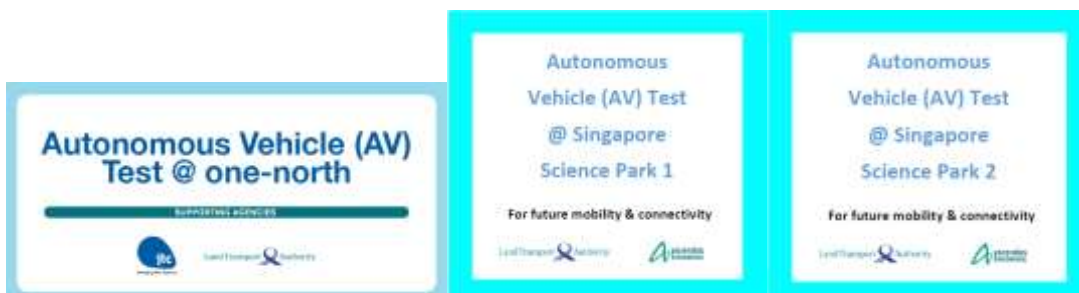 Autonomous Vehicle (AV)
Test @ one-north
SUPPORTING AGENCIES
jtc
Land Transport Authority
Autonomous
Vehicle (AV) Test
@ Singapore
Science Park 1
For future mobility & connectivity
Land Transport Authority
Autonomous
Vehicle (AV) Test
@ Singapore
Science Park 2
For future mobility & connectivity
Land Transport Authority